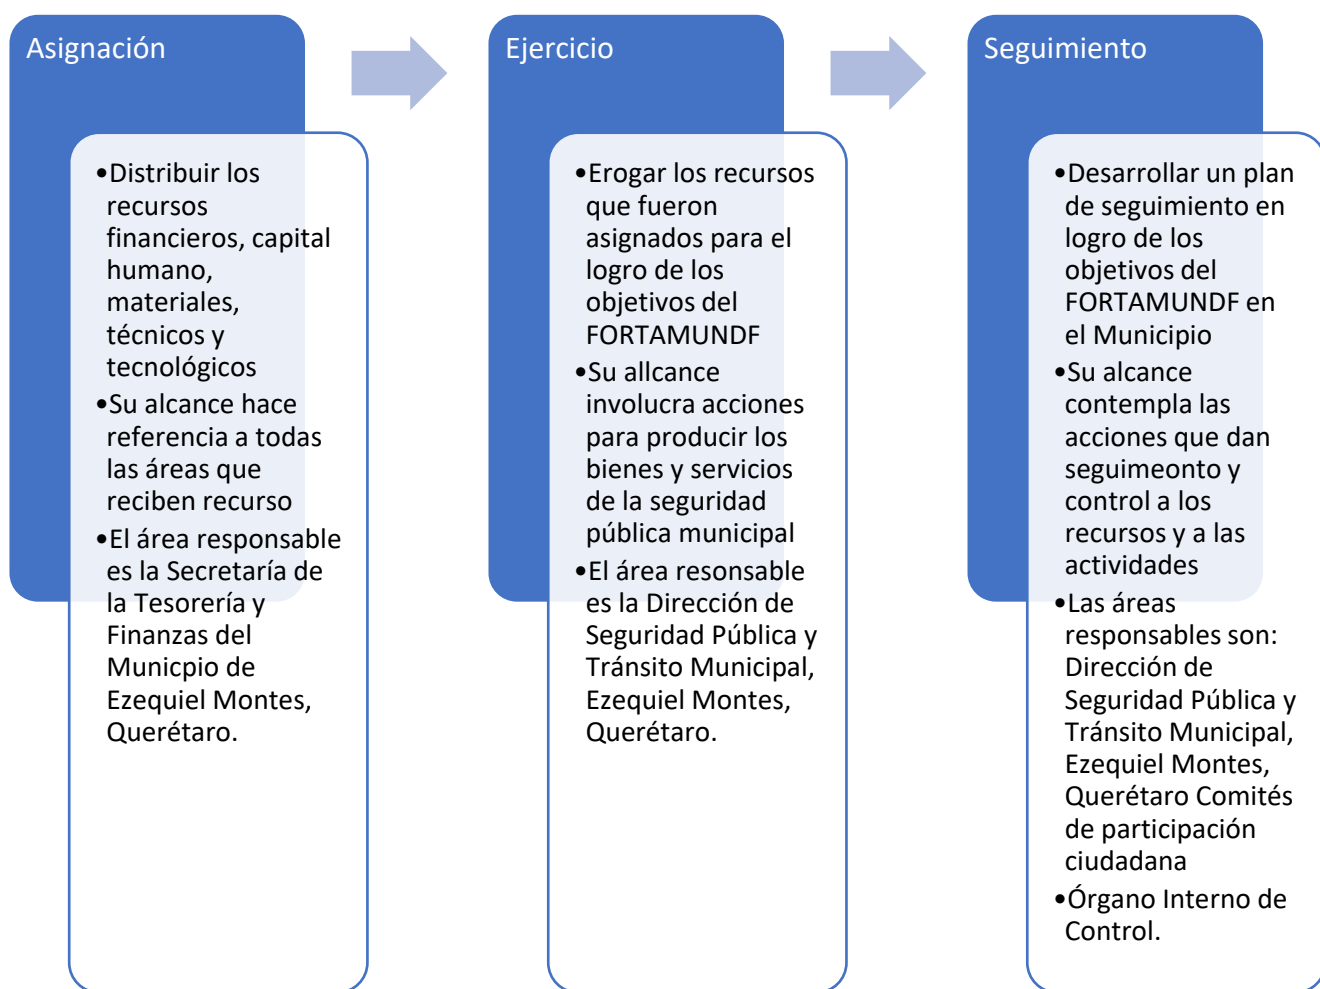 Asignación
•Distribuir los
recursos
financieros, capital
humano,
materiales,
técnicos y
tecnológicos
•Su alcance hace
referencia a todas
las áreas que
reciben recurso
•El área responsable
es la Secretaría de
la Tesorería y
Finanzas del
Municpio de
Ezequiel Montes,
Querétaro.
Ejercicio
•Erogar los recursos
que fueron
asignados para el
logro de los
objetivos del
FORTAMUNDF
•Su allcance
involucra acciones
para producir los
bienes y servicios
de la seguridad
pública municipal
•El área resonsable
es la Dirección de
Seguridad Pública y
Tránsito Municipal,
Ezequiel Montes,
Querétaro.
Seguimiento
•Desarrollar un plan
de seguimiento en
logro de los
objetivos del
FORTAMUNDF en
el Municipio
•Su alcance
contempla las
acciones que dan
seguimeonto y
control a los
recursos y a las
actividades
•Las áreas
responsables son:
Dirección de
Seguridad Pública y
Tránsito Municipal,
Ezequiel Montes,
Querétaro Comités
de participación
ciudadana
•Órgano Interno de
Control.